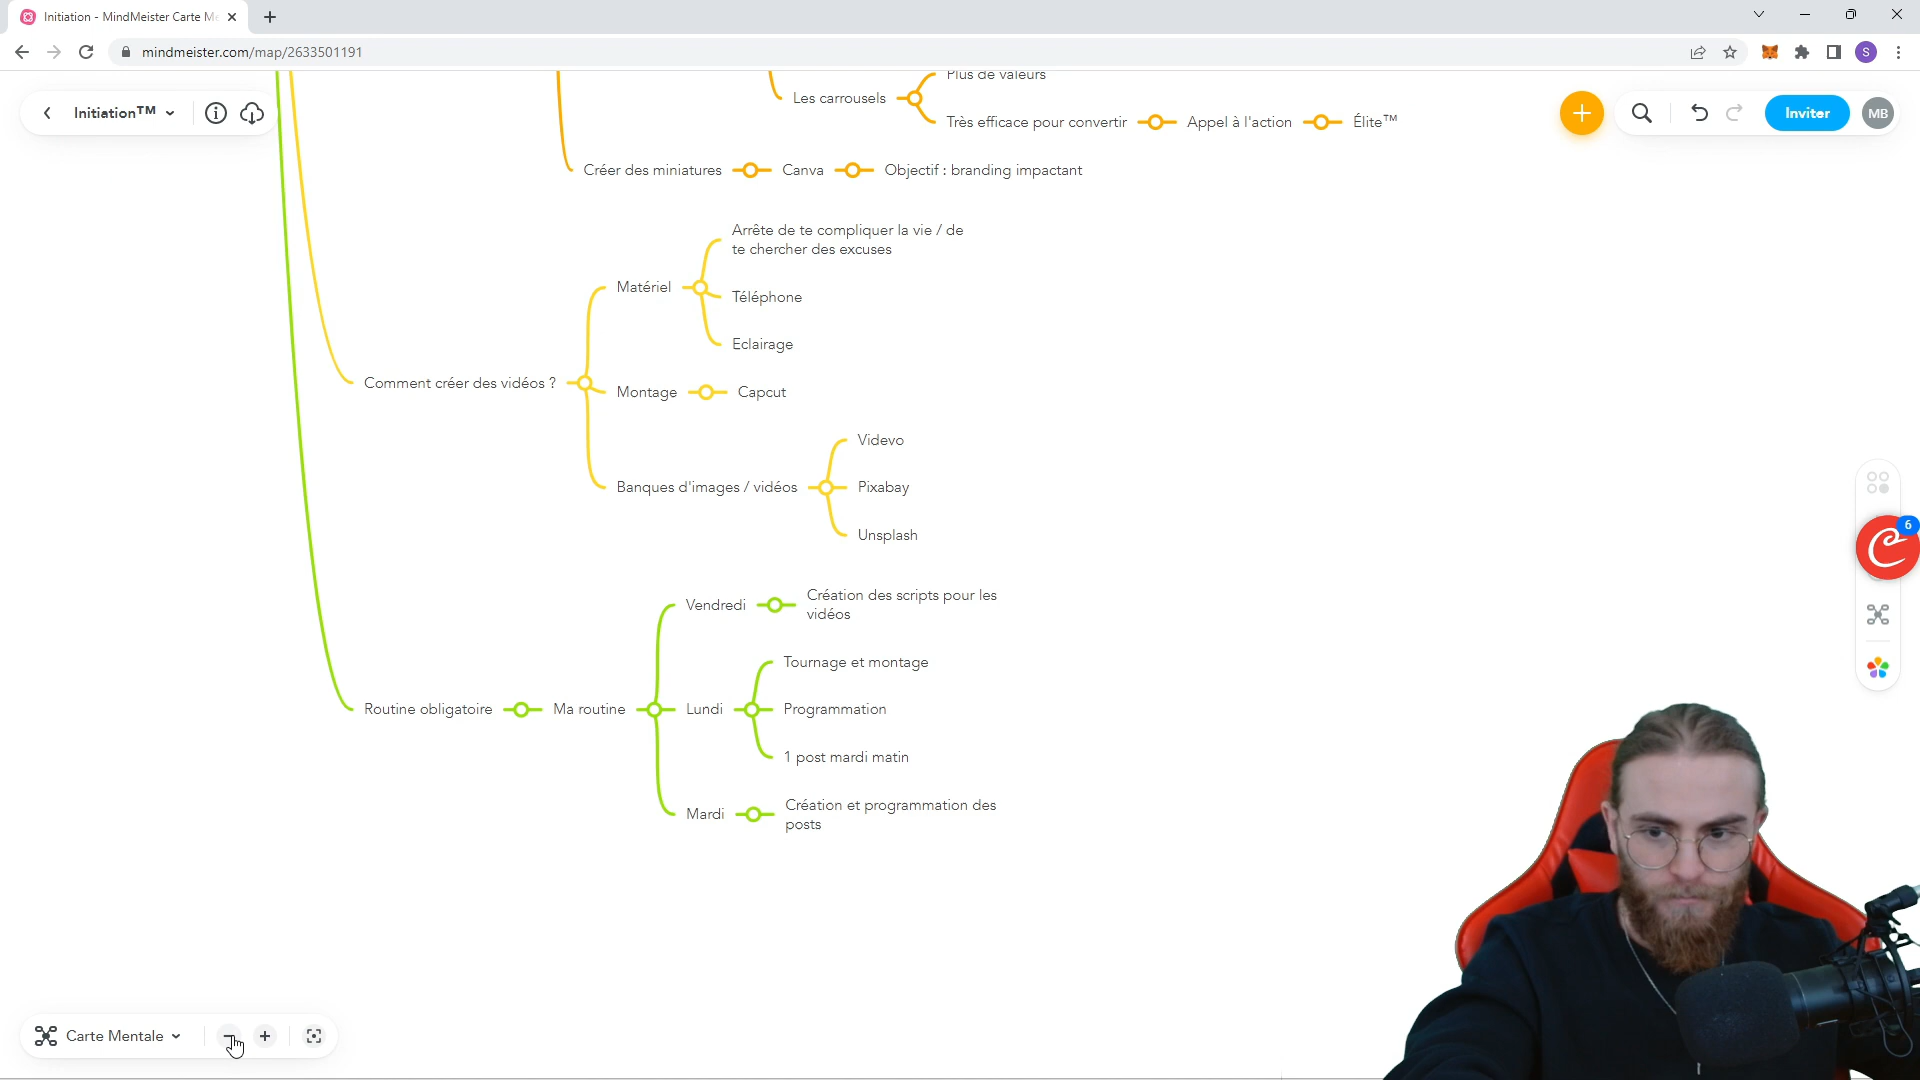 Initiation - MindMeister Carte Me
mindmeister.com/map/2633501191
S
Initiation™
Inviter
MB
Plus de valeurs
Les carrousels
Très efficace pour convertir
Appel à l'action
Élite™
Créer des miniatures
Canva
Objectif : branding impactant
Arrête de te compliquer la vie / de
te chercher des excuses
Matériel
Téléphone
Eclairage
Comment créer des vidéos ?
Montage
Capcut
Videvo
Banques d'images / vidéos
Pixabay
Unsplash
6
Vendredi
Création des scripts pour les
vidéos
Tournage et montage
Routine obligatoire
Ma routine
Lundi
Programmation
1 post mardi matin
Mardi
Création et programmation des
posts
Carte Mentale